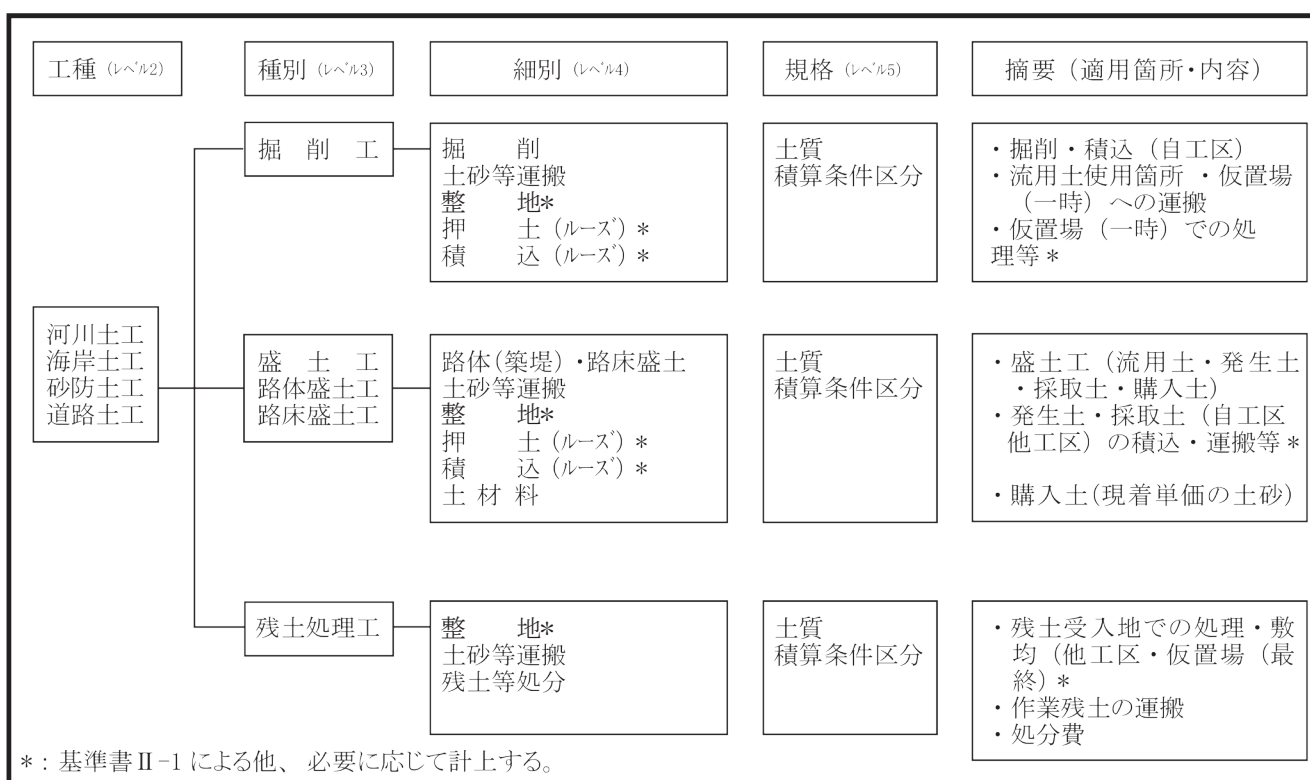 工種（レベル2）
種別（レベル3）
細別（レベル4）
規格（レベル5）
摘要（適用箇所・内容）
河川土工
海岸土工
砂防土工
道路土工
掘　削　工
掘　　削
土砂等運搬
整　　地*
押　　土（ルーズ）*
積　　込（ルーズ）*
土質
積算条件区分
・掘削・積込（自工区）
・流用土使用箇所・仮置場
（一時）への運搬
・仮置場（一時）での処
理等*
盛　土　工
路体盛土工
路床盛土工
路体(築堤)・路床盛土
土砂等運搬
整　　地*
押　　土（ルーズ）*
積　　込（ルーズ）*
土 材 料
土質
積算条件区分
・盛土工（流用土・発生土
・採取土・購入土）
・発生土・採取土（自工区
他工区）の積込・運搬等*
・購入土(現着単価の土砂)
残土処理工
整　　地*
土砂等運搬
残土等処分
土質
積算条件区分
・残土受入地での処理・敷
均（他工区・仮置場（最
終）*
・作業残土の運搬
・処分費
*：基準書Ⅱ-1による他、必要に応じて計上する。